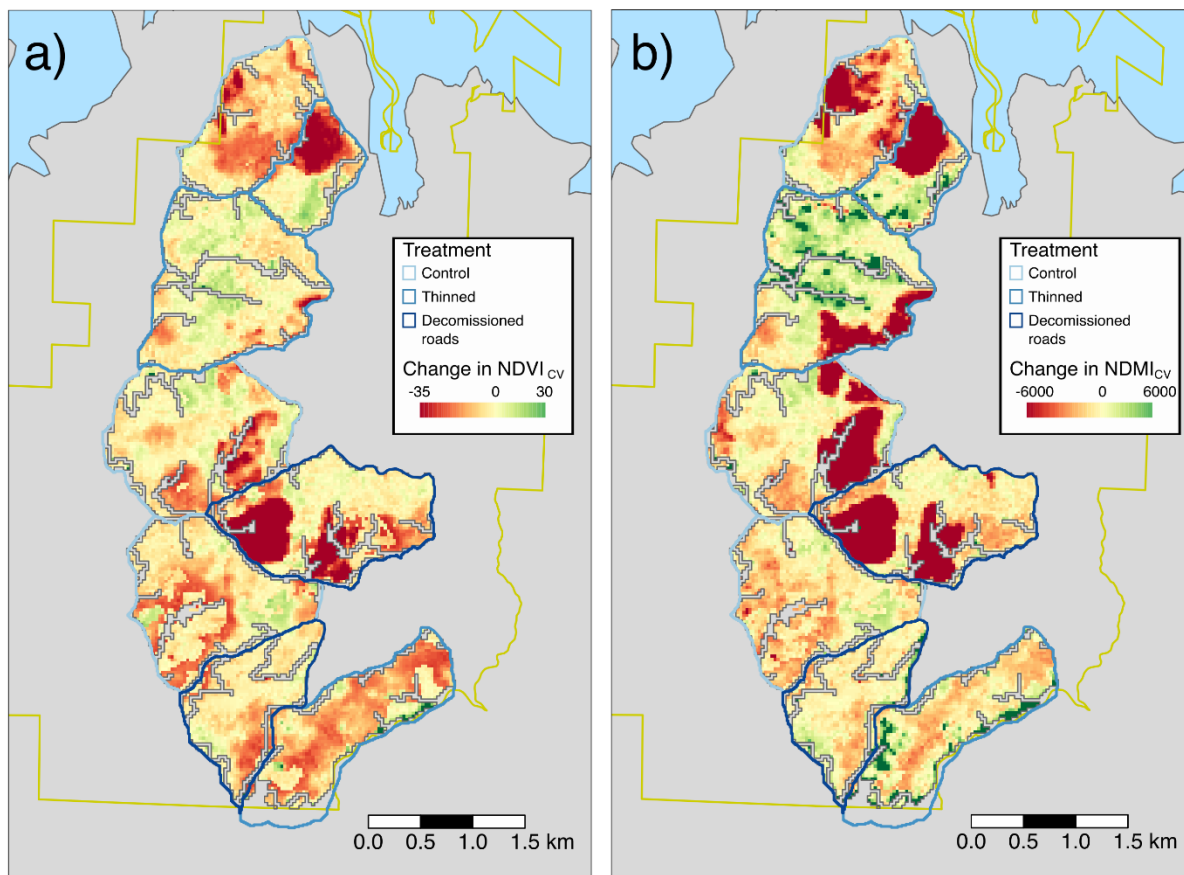 a)
Treatment
Control
Thinned
Decomissioned
roads
Change in NDVI CV
-35 0 30
0.0 0.5 1.0 1.5 km
b)
Treatment
Control
Thinned
Decomissioned
roads
Change in NDMI CV
-6000 0 6000
0.0 0.5 1.0 1.5 km